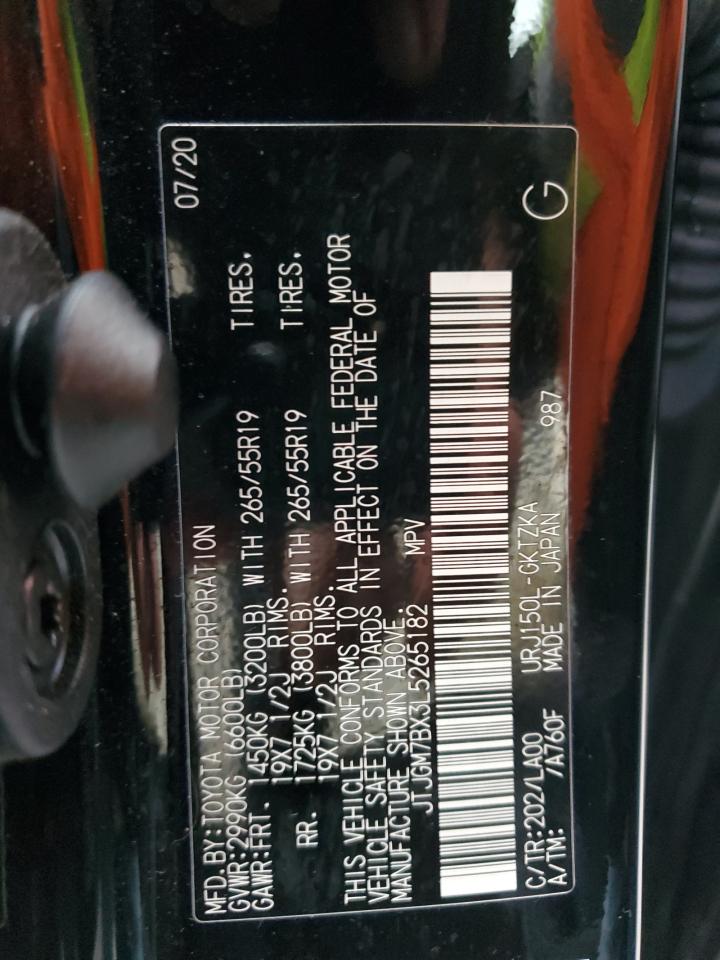 MFD. BY: TOYOTA MOTOR CORPORATION 07/20
GVWR: 2990KG (6600LB)
GAWR: FRT. 1450KG (3200LB) WITH 265/55R19 TIRES.
19X7 1/2J RIMS.
RR. 1725KG (3800LB) WITH 265/55R19 TIRES.
19X7 1/2J RIMS.
THIS VEHICLE CONFORMS TO ALL APPLICABLE FEDERAL MOTOR
VEHICLE SAFETY STANDARDS IN EFFECT ON THE DATE OF
MANUFACTURE SHOWN ABOVE.
JTJGM7BX3L5265182 MPV
C/TR: 202/LA00 URJ150L-GKTZKA 987 G
A/TM: /A760F MADE IN JAPAN